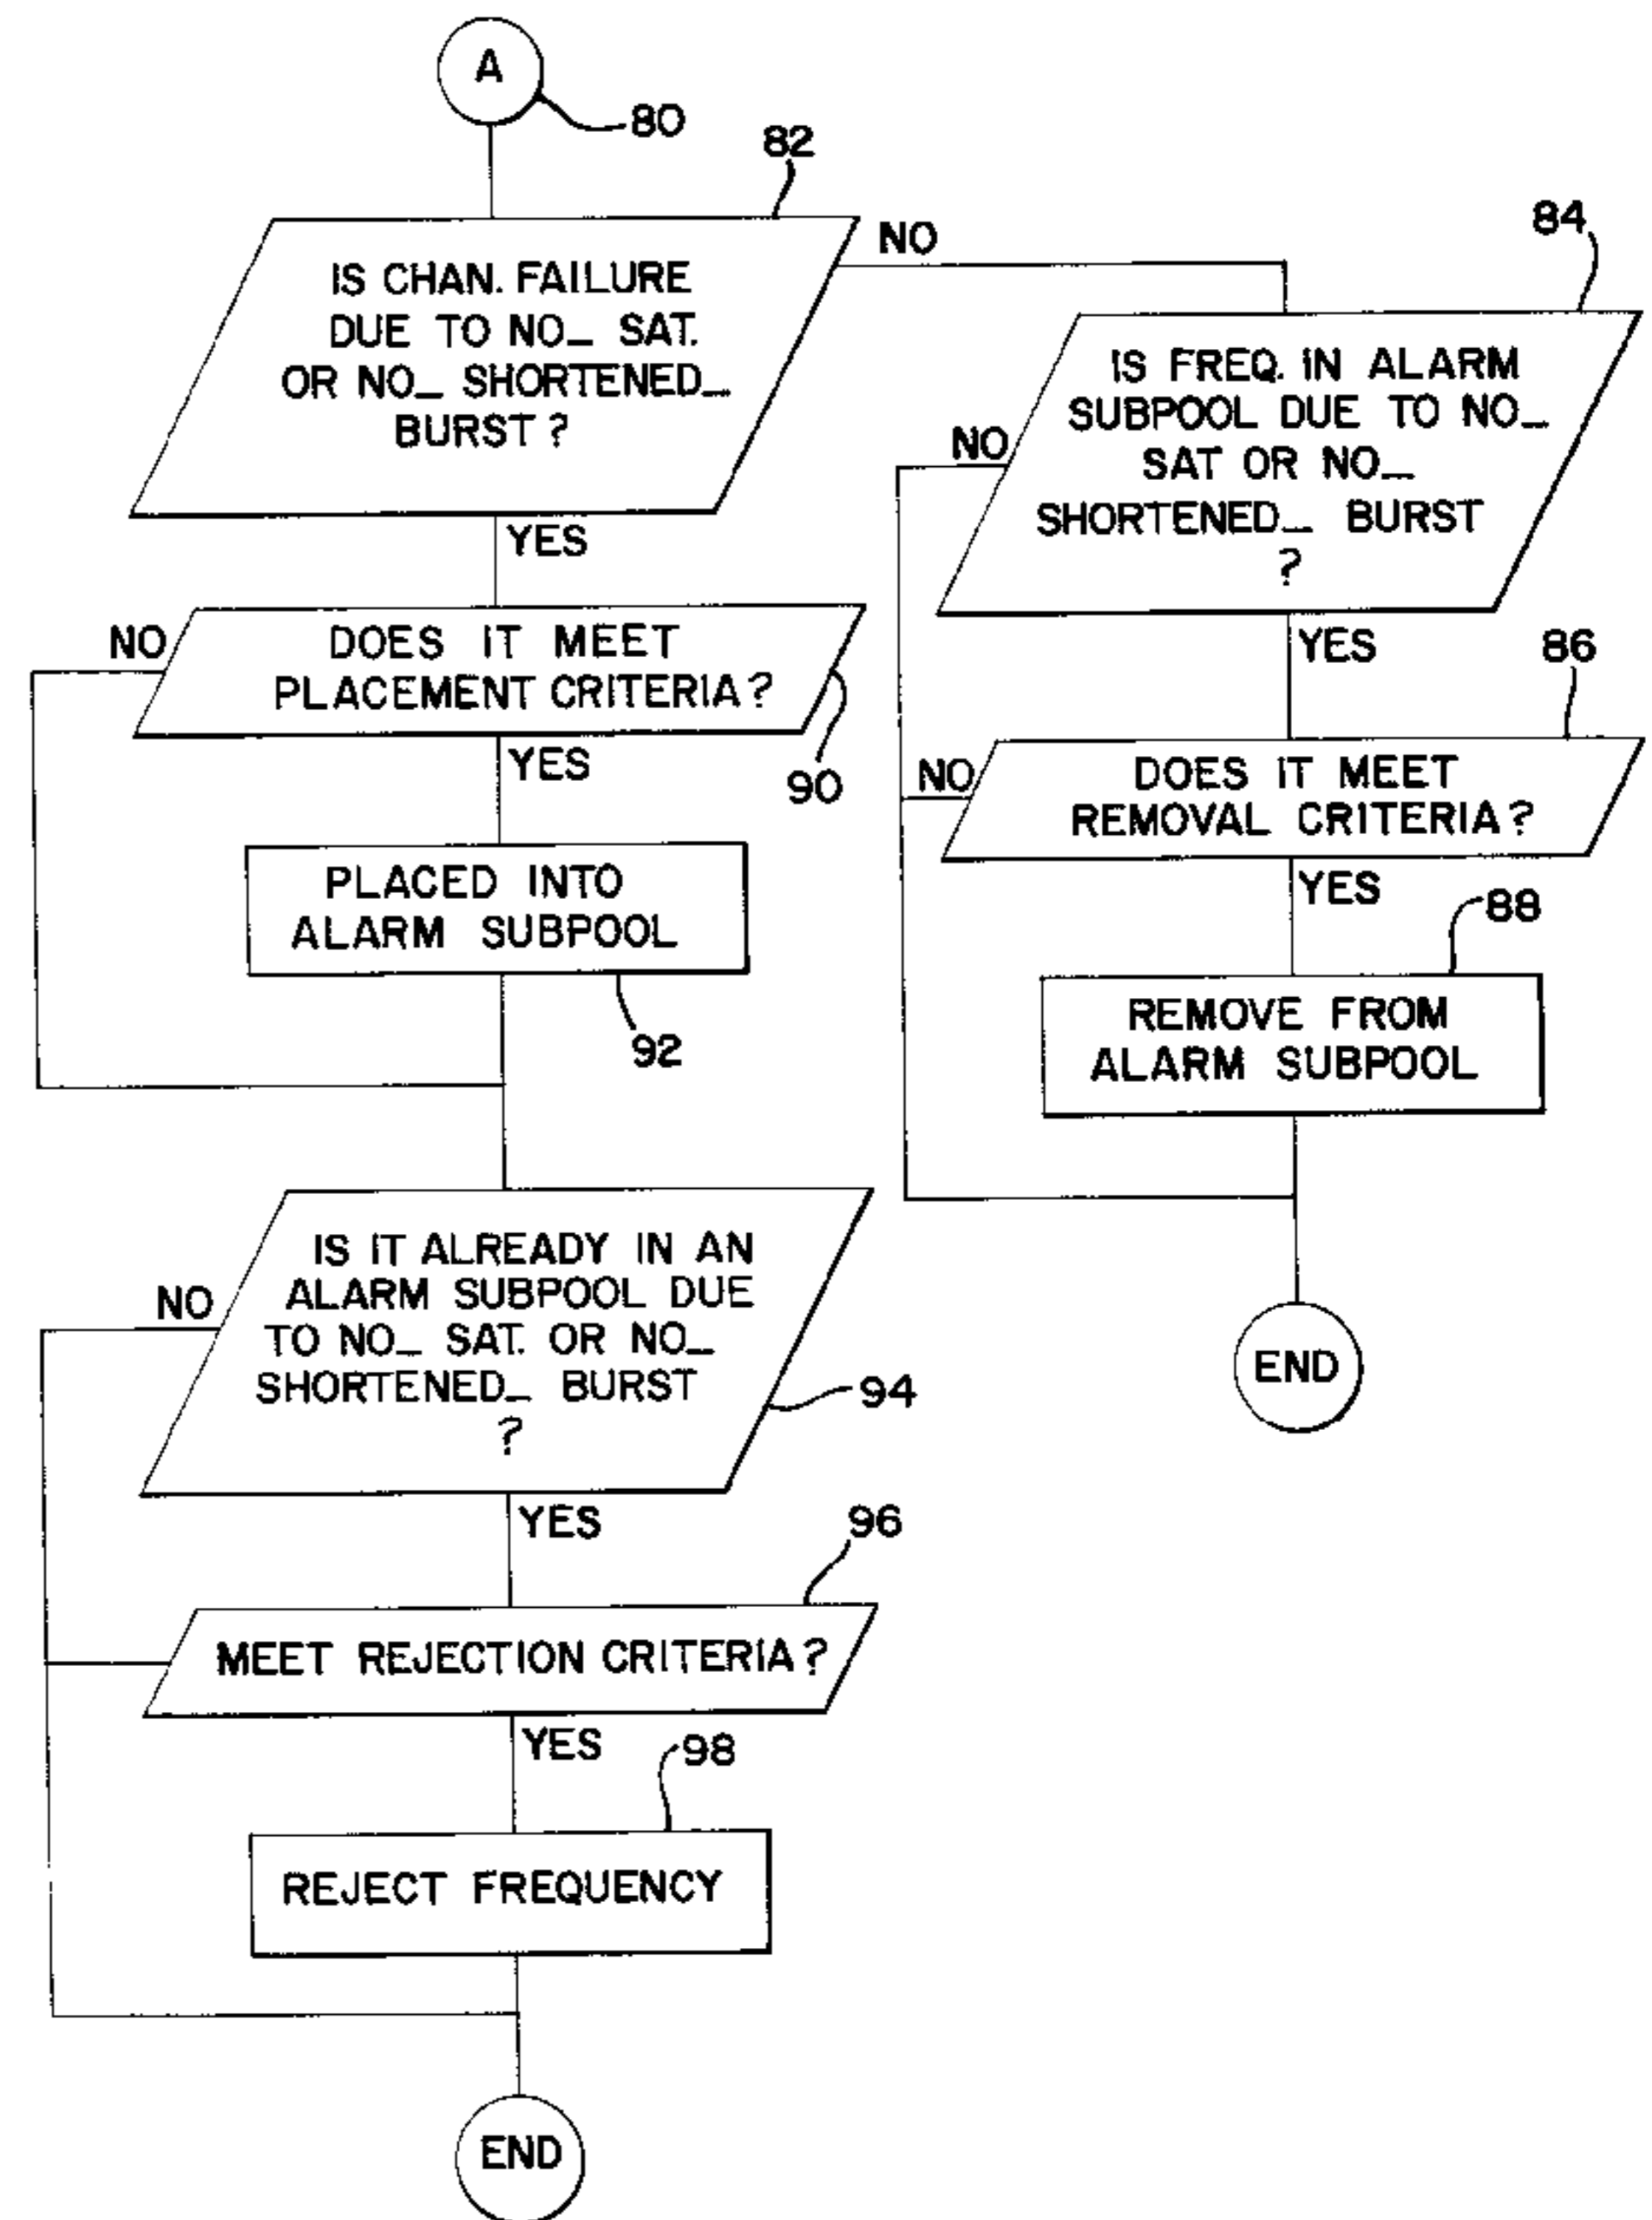 A
80
82
IS CHAN. FAILURE
DUE TO NO_ SAT.
OR NO_ SHORTENED_
BURST ?
NO
YES
84
IS FREQ. IN ALARM
SUBPOOL DUE TO NO_
SAT OR NO_
SHORTENED_ BURST
?
NO
YES
86
DOES IT MEET
REMOVAL CRITERIA?
NO
YES
88
REMOVE FROM
ALARM SUBPOOL
END
DOES IT MEET
PLACEMENT CRITERIA?
NO
YES
90
PLACED INTO
ALARM SUBPOOL
92
IS IT ALREADY IN AN
ALARM SUBPOOL DUE
TO NO_ SAT. OR NO_
SHORTENED_ BURST
?
NO
94
YES
96
MEET REJECTION CRITERIA?
YES
98
REJECT FREQUENCY
END